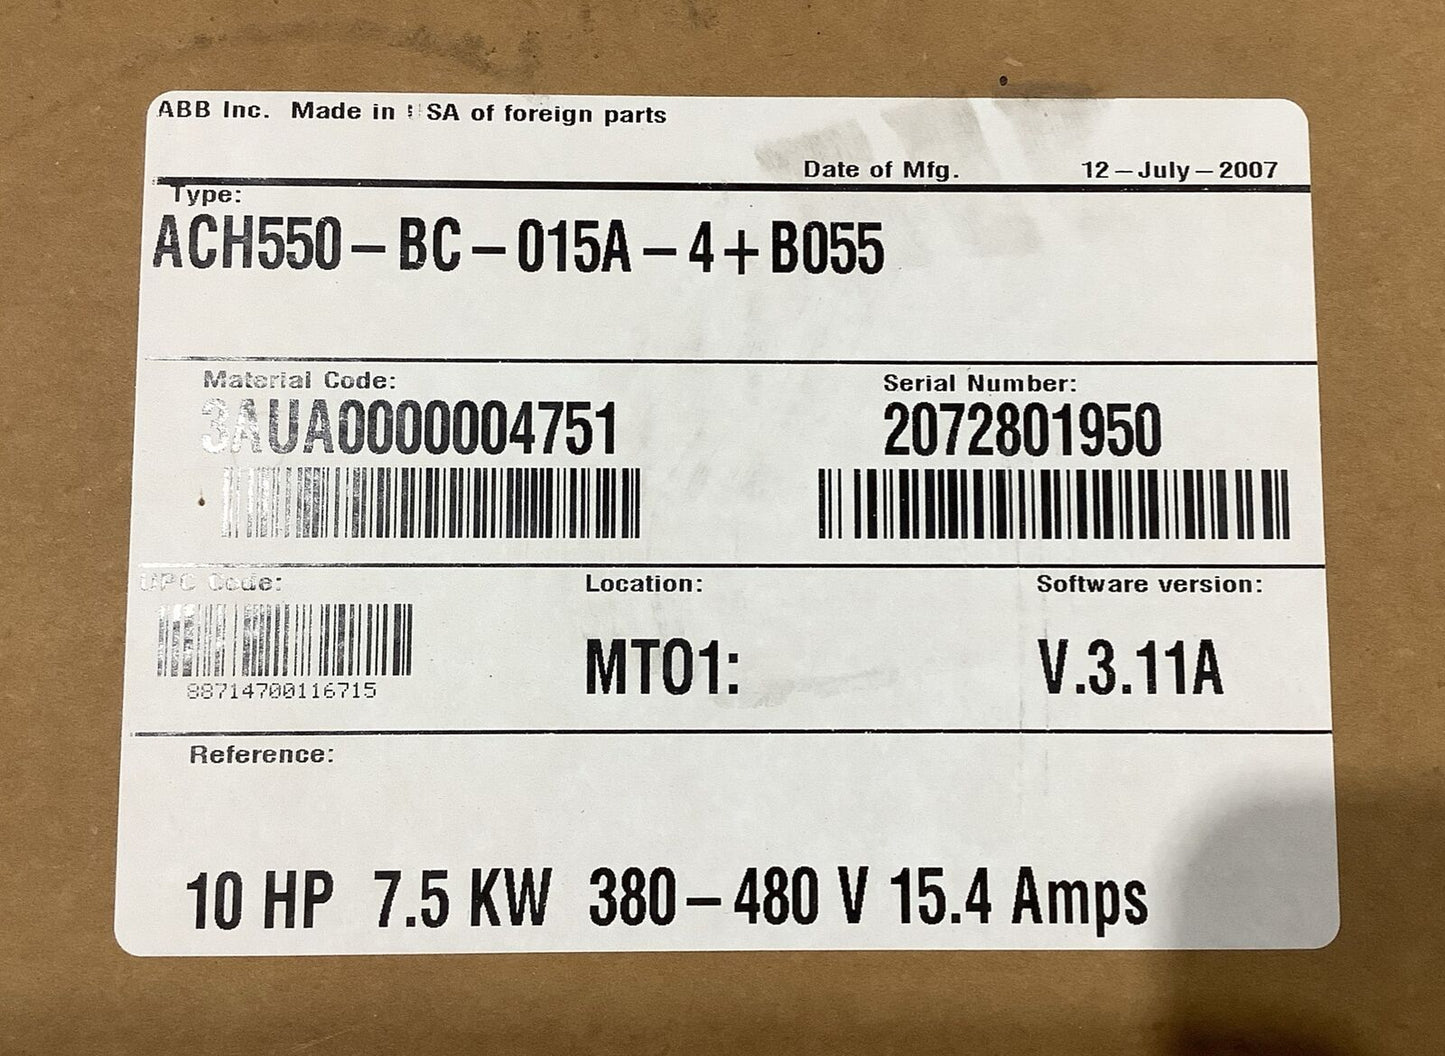 ABB Inc. Made in USA of foreign parts
Date of Mfg. 12-July-2007
Type:
ACH550-BC-015A-4+B055
Material Code: Serial Number:
3AUA0000004751 2072801950
UPC Code: Location: Software version:
MT01: V.3.11A
88714700116715
Reference:
10 HP 7.5 KW 380-480 V 15.4 Amps